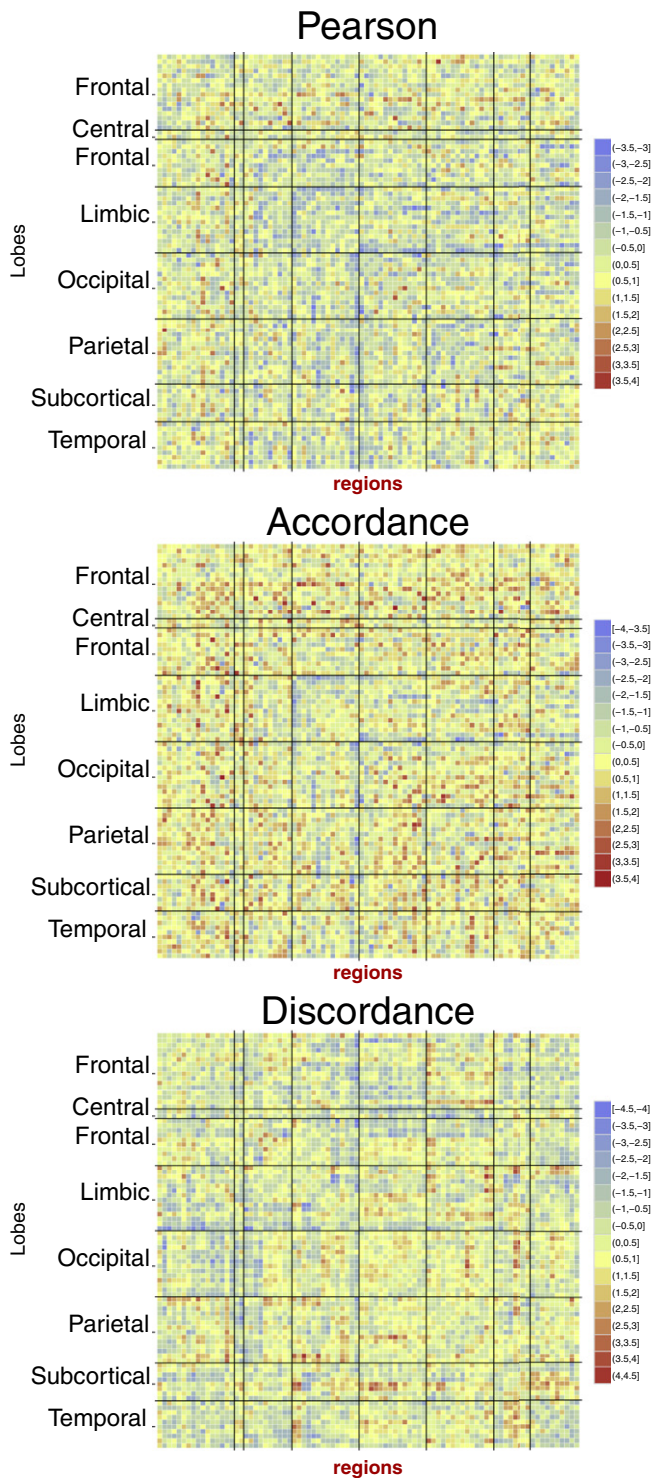 Pearson
Frontal
Central
Frontal
Limbic
Occipital
Parietal
Subcortical
Temporal
Lobes
regions
(−3.5,−3]
(−3,−2.5]
(−2.5,−2]
(−2,−1.5]
(−1.5,−1]
(−1,−0.5]
(−0.5,0]
(0,0.5]
(0.5,1]
(1,1.5]
(1.5,2]
(2,2.5]
(2.5,3]
(3,3.5]
(3.5,4]
Accordance
Frontal
Central
Frontal
Limbic
Occipital
Parietal
Subcortical
Temporal
Lobes
regions
[−4,−3.5]
(−3.5,−3]
(−3,−2.5]
(−2.5,−2]
(−2,−1.5]
(−1.5,−1]
(−1,−0.5]
(−0.5,0]
(0,0.5]
(0.5,1]
(1,1.5]
(1.5,2]
(2,2.5]
(2.5,3]
(3,3.5]
(3.5,4]
Discordance
Frontal
Central
Frontal
Limbic
Occipital
Parietal
Subcortical
Temporal
Lobes
regions
[−4.5,−4]
(−3.5,−3]
(−3,−2.5]
(−2.5,−2]
(−2,−1.5]
(−1.5,−1]
(−1,−0.5]
(−0.5,0]
(0,0.5]
(0.5,1]
(1,1.5]
(1.5,2]
(2,2.5]
(2.5,3]
(3,3.5]
(3.5,4]
(4,4.5]